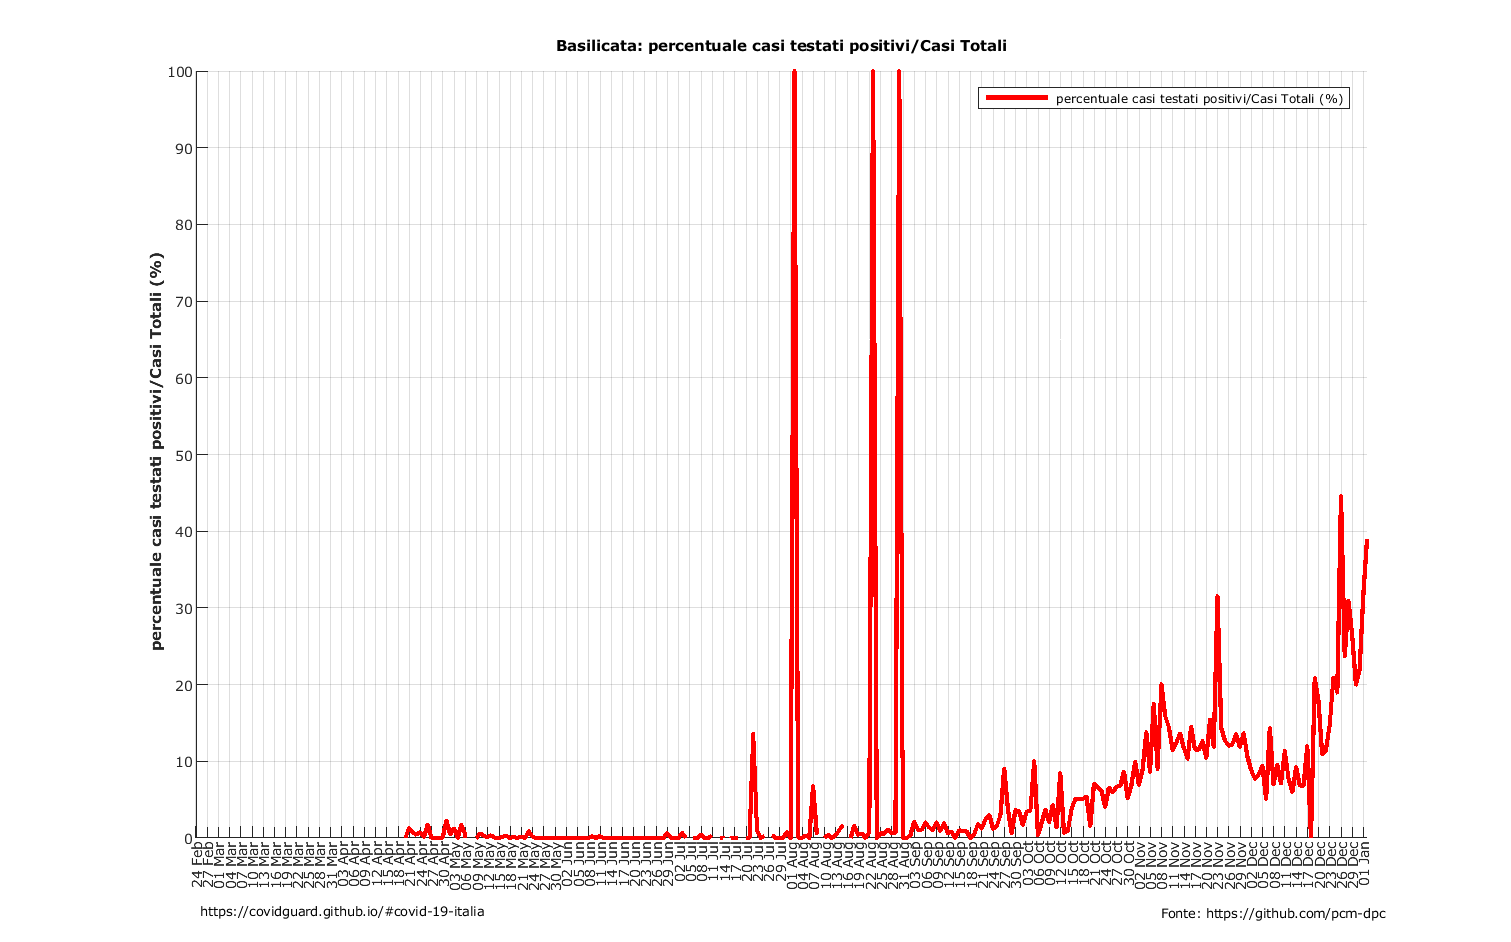 Basilicata: percentuale casi testati positivi/Casi Totali
percentuale casi testati positivi/Casi Totali (%)
percentuale casi testati positivi/Casi Totali (%)
100
90
80
70
60
50
40
30
20
10
0
24 Feb
27 Feb
01 Mar
04 Mar
07 Mar
10 Mar
13 Mar
16 Mar
19 Mar
22 Mar
25 Mar
28 Mar
31 Mar
03 Apr
06 Apr
09 Apr
12 Apr
15 Apr
18 Apr
21 Apr
24 Apr
27 Apr
30 Apr
03 May
06 May
09 May
12 May
15 May
18 May
21 May
24 May
27 May
30 May
02 Jun
05 Jun
08 Jun
11 Jun
14 Jun
17 Jun
20 Jun
23 Jun
26 Jun
29 Jun
02 Jul
05 Jul
08 Jul
11 Jul
14 Jul
17 Jul
20 Jul
23 Jul
26 Jul
29 Jul
01 Aug
04 Aug
07 Aug
10 Aug
13 Aug
16 Aug
19 Aug
22 Aug
25 Aug
28 Aug
31 Aug
03 Sep
06 Sep
09 Sep
12 Sep
15 Sep
18 Sep
21 Sep
24 Sep
27 Sep
30 Sep
03 Oct
06 Oct
09 Oct
12 Oct
15 Oct
18 Oct
21 Oct
24 Oct
27 Oct
30 Oct
02 Nov
05 Nov
08 Nov
11 Nov
14 Nov
17 Nov
20 Nov
23 Nov
26 Nov
29 Nov
02 Dec
05 Dec
08 Dec
11 Dec
14 Dec
17 Dec
20 Dec
23 Dec
26 Dec
29 Dec
01 Jan
https://covidguard.github.io/#covid-19-italia
Fonte: https://github.com/pcm-dpc